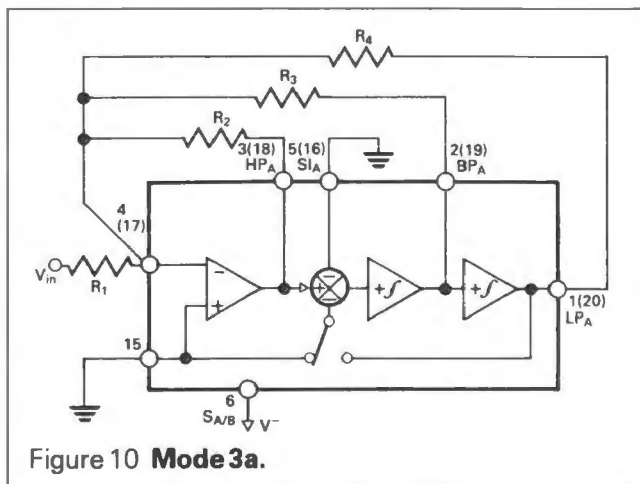 R4
R3
R2
3(18) 5(16)
HPA SIA
2(19)
BPA
4
(17)
Vin
R1
−
+
+ − −
+∫
+∫
1(20)
LPA
15
6
SA/B V−
Figure 10 Mode 3a.